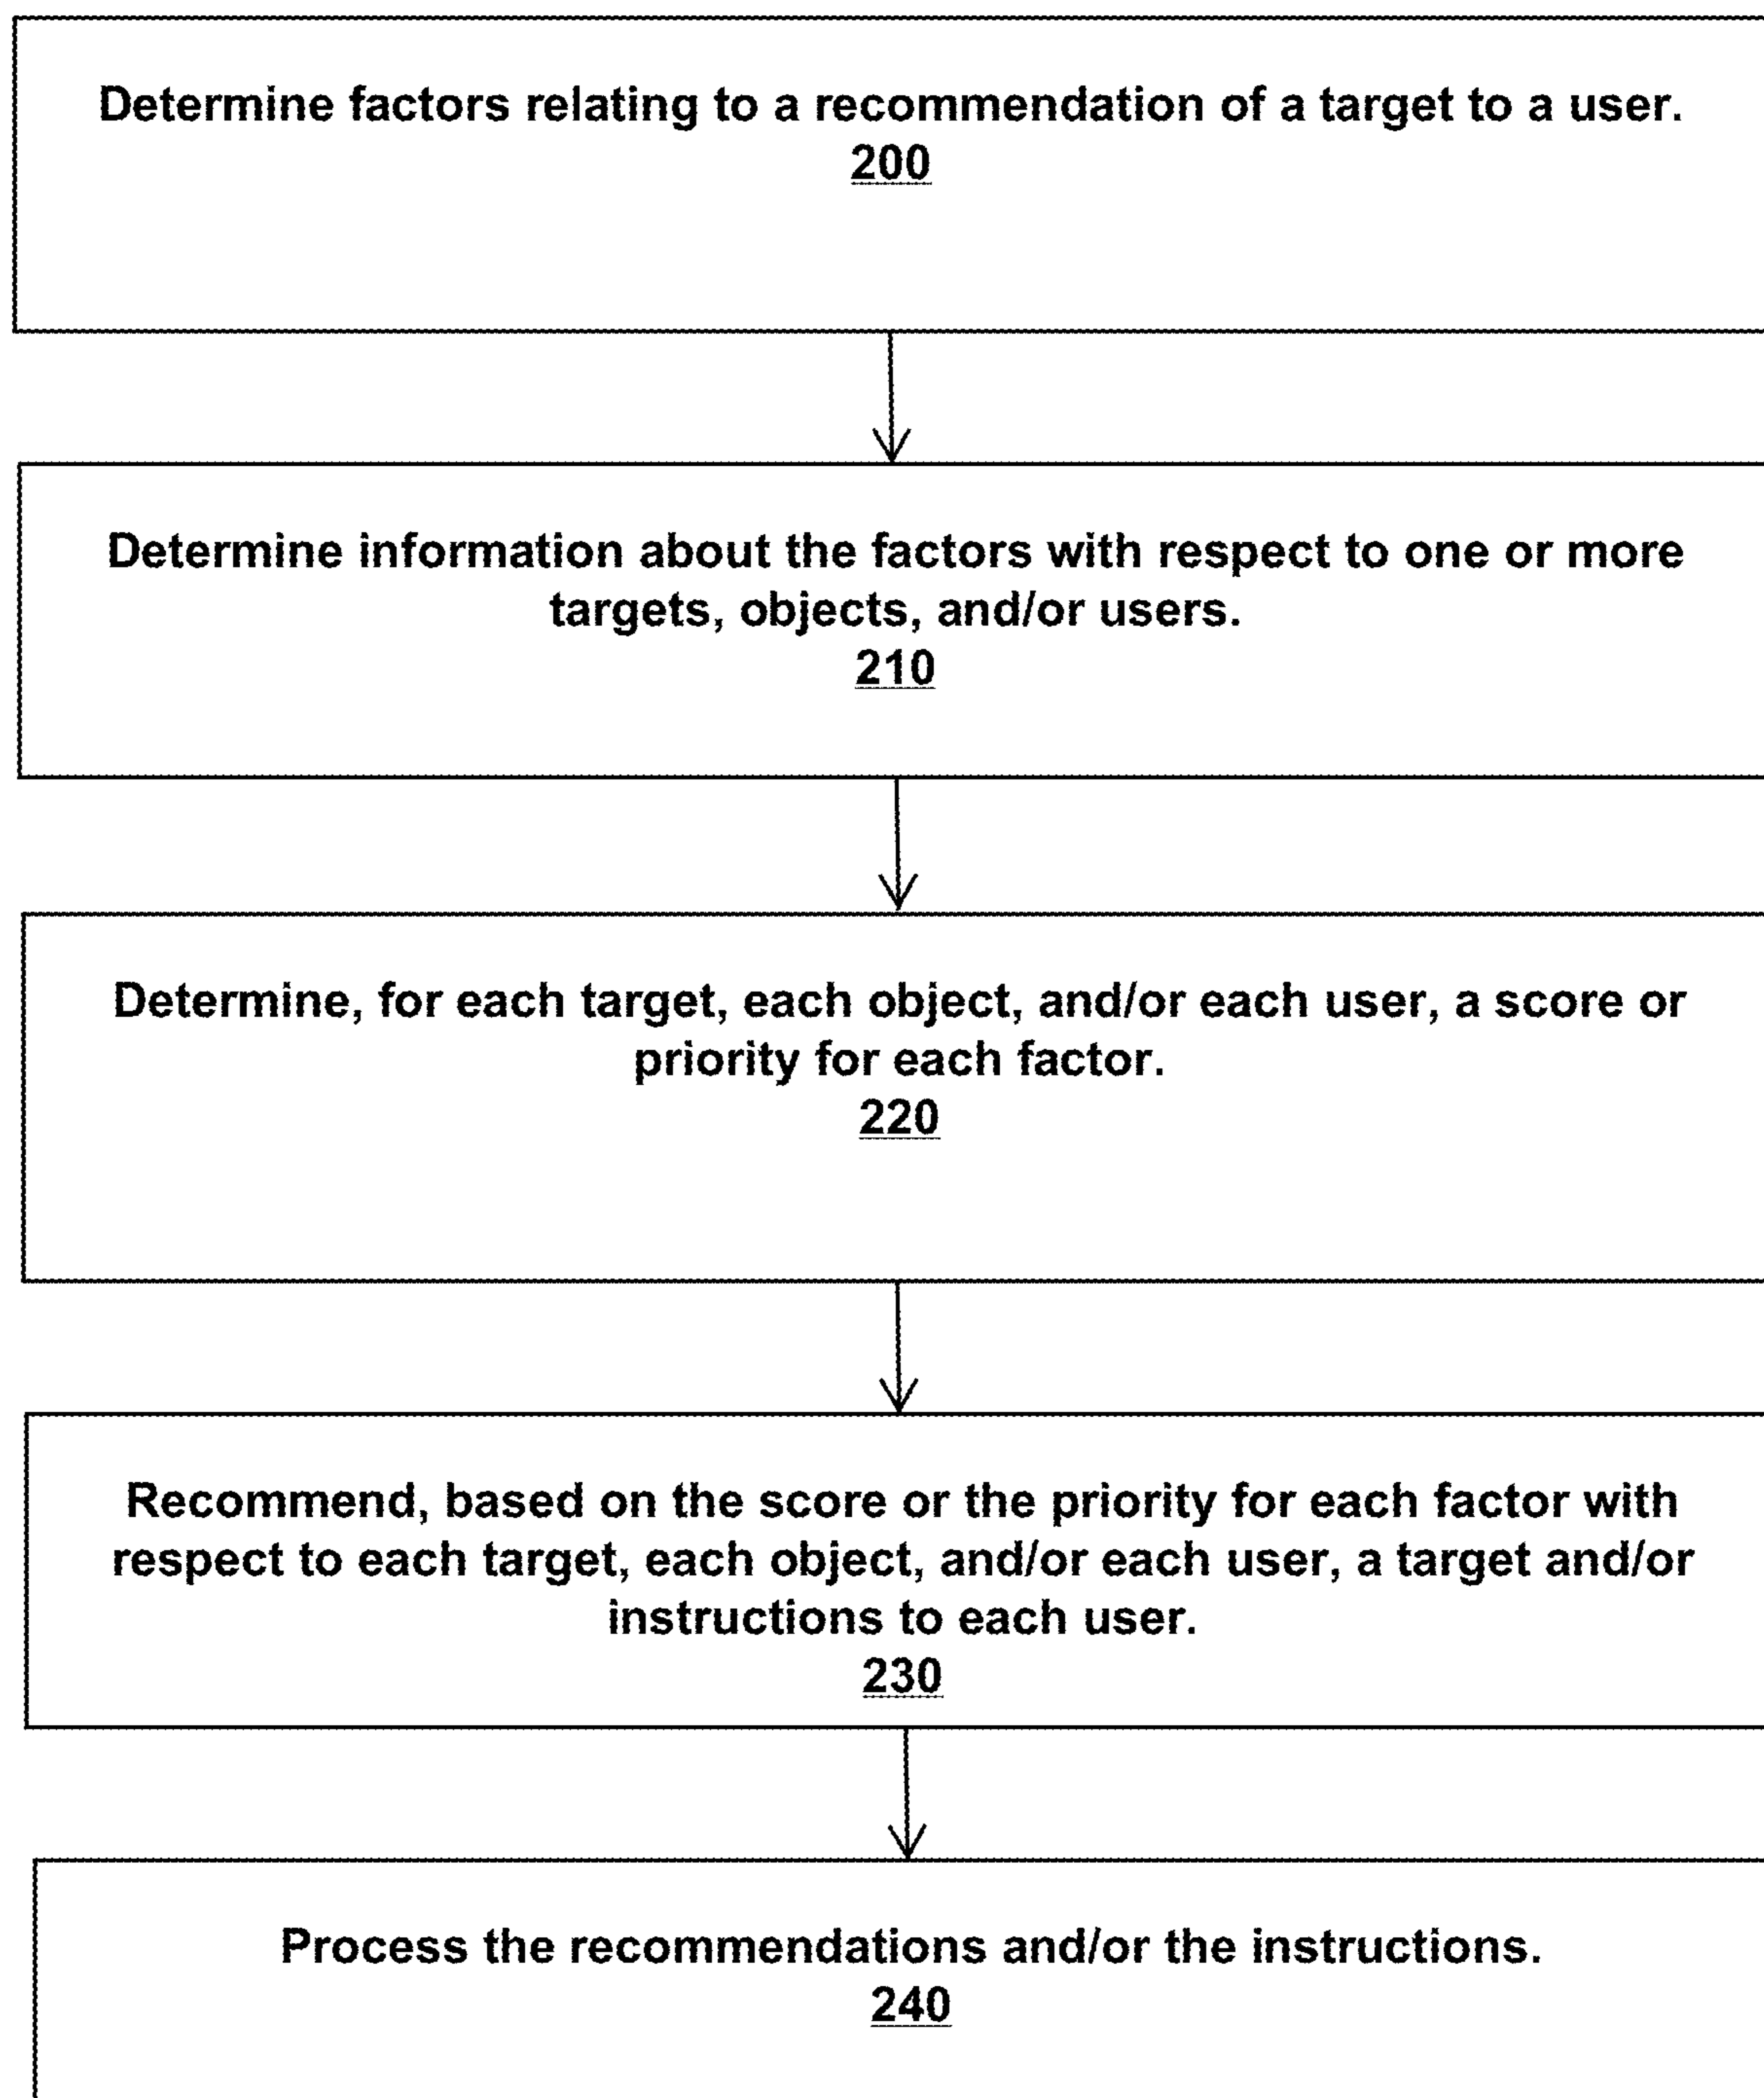 Determine factors relating to a recommendation of a target to a user.
200
Determine information about the factors with respect to one or more
targets, objects, and/or users.
210
Determine, for each target, each object, and/or each user, a score or
priority for each factor.
220
Recommend, based on the score or the priority for each factor with
respect to each target, each object, and/or each user, a target and/or
instructions to each user.
230
Process the recommendations and/or the instructions.
240